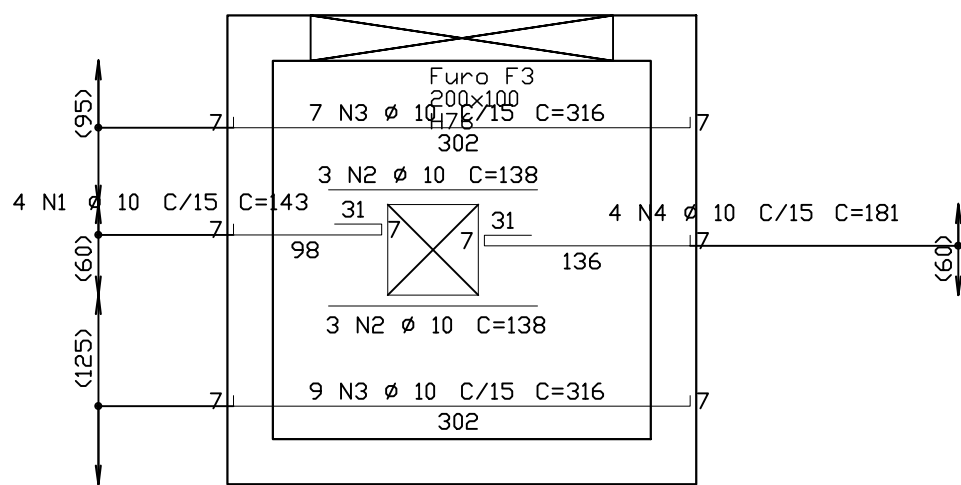 Furo F3
200x100
H76
(95)
7
7 N3 ø 10 C/15 C=316
7
302
3 N2 ø 10 C=138
4 N1 ø 10 C/15 C=143
31
31
4 N4 ø 10 C/15 C=181
7
7
7
7
98
136
(60)
(60)
3 N2 ø 10 C=138
(125)
7
9 N3 ø 10 C/15 C=316
7
302